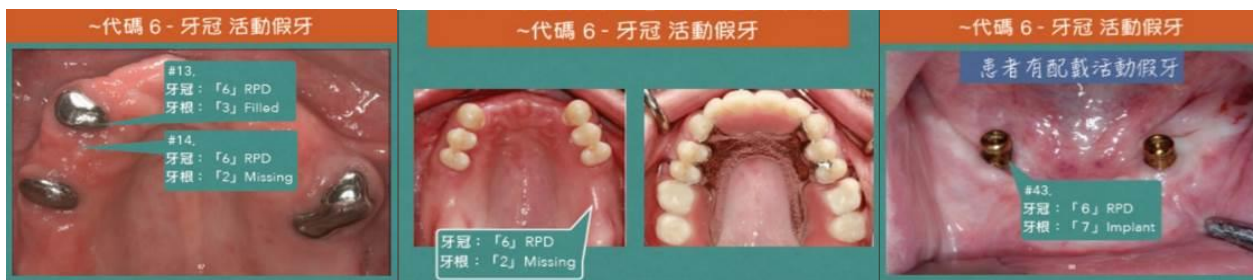 ~代碼 6 - 牙冠 活動假牙
#13,
牙冠：「6」RPD
牙根：「3」Filled
#14,
牙冠：「6」RPD
牙根：「2」Missing
~代碼 6 - 牙冠 活動假牙
牙冠：「6」RPD
牙根：「2」Missing
~代碼 6 - 牙冠 活動假牙
患者有配戴活動假牙
#43,
牙冠：「6」RPD
牙根：「7」Implant